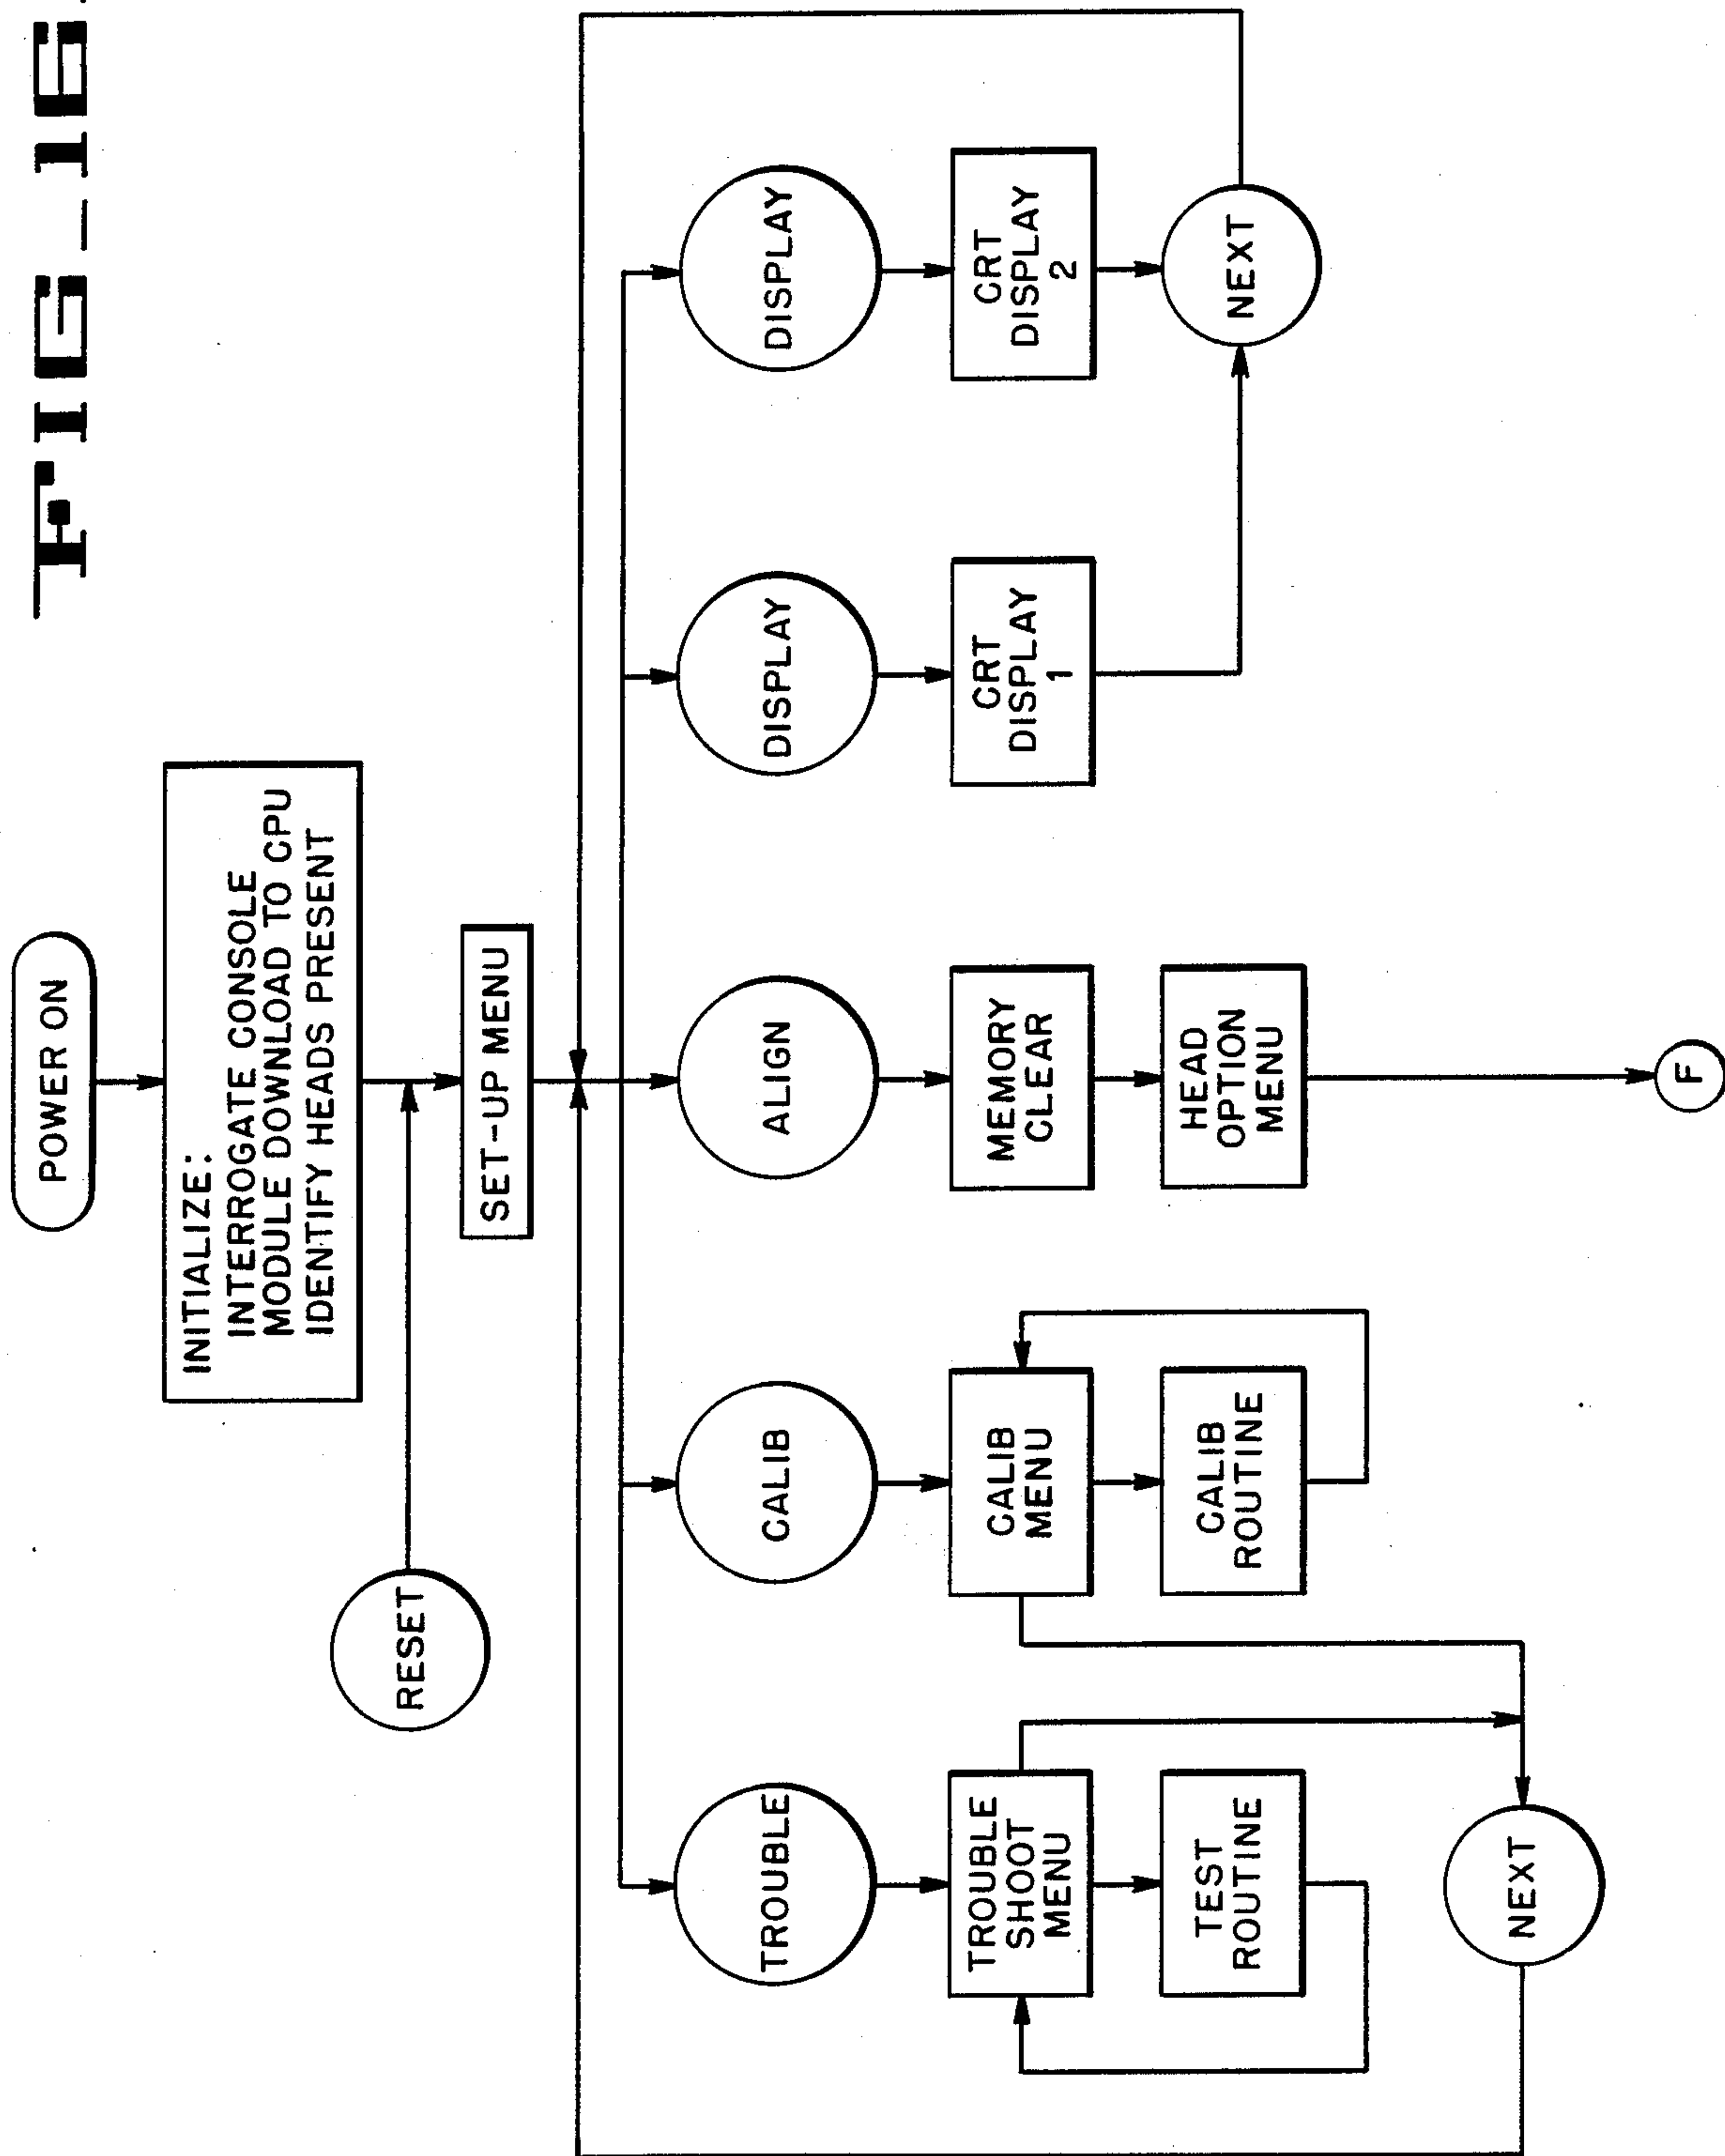 POWER ON
FIG_16
INITIALIZE:
INTERROGATE CONSOLE
MODULE DOWNLOAD TO CPU
IDENTIFY HEADS PRESENT
RESET
SET-UP MENU
TROUBLE
CALIB
ALIGN
DISPLAY
DISPLAY
TROUBLE
SHOOT
MENU
CALIB
MENU
MEMORY
CLEAR
CRT
DISPLAY
1
CRT
DISPLAY
2
TEST
ROUTINE
CALIB
ROUTINE
HEAD
OPTION
MENU
NEXT
NEXT
F